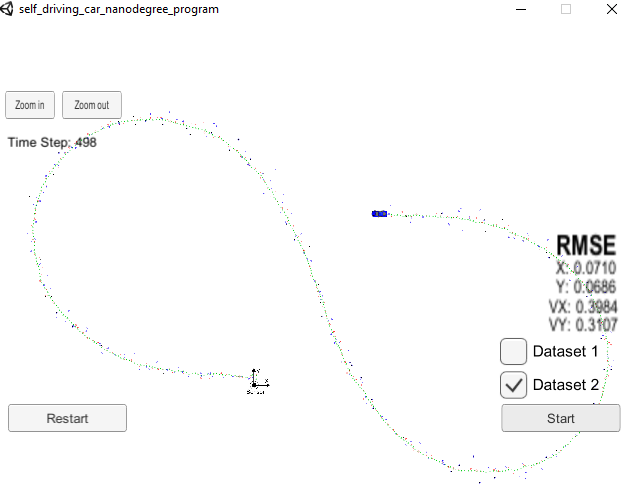 self_driving_car_nanodegree_program
Zoom in
Zoom out
Time Step: 498
RMSE
X: 0.0710
Y: 0.0686
VX: 0.3984
VY: 0.3107
Dataset 1
Dataset 2
Y
X
Sensor
Restart
Start